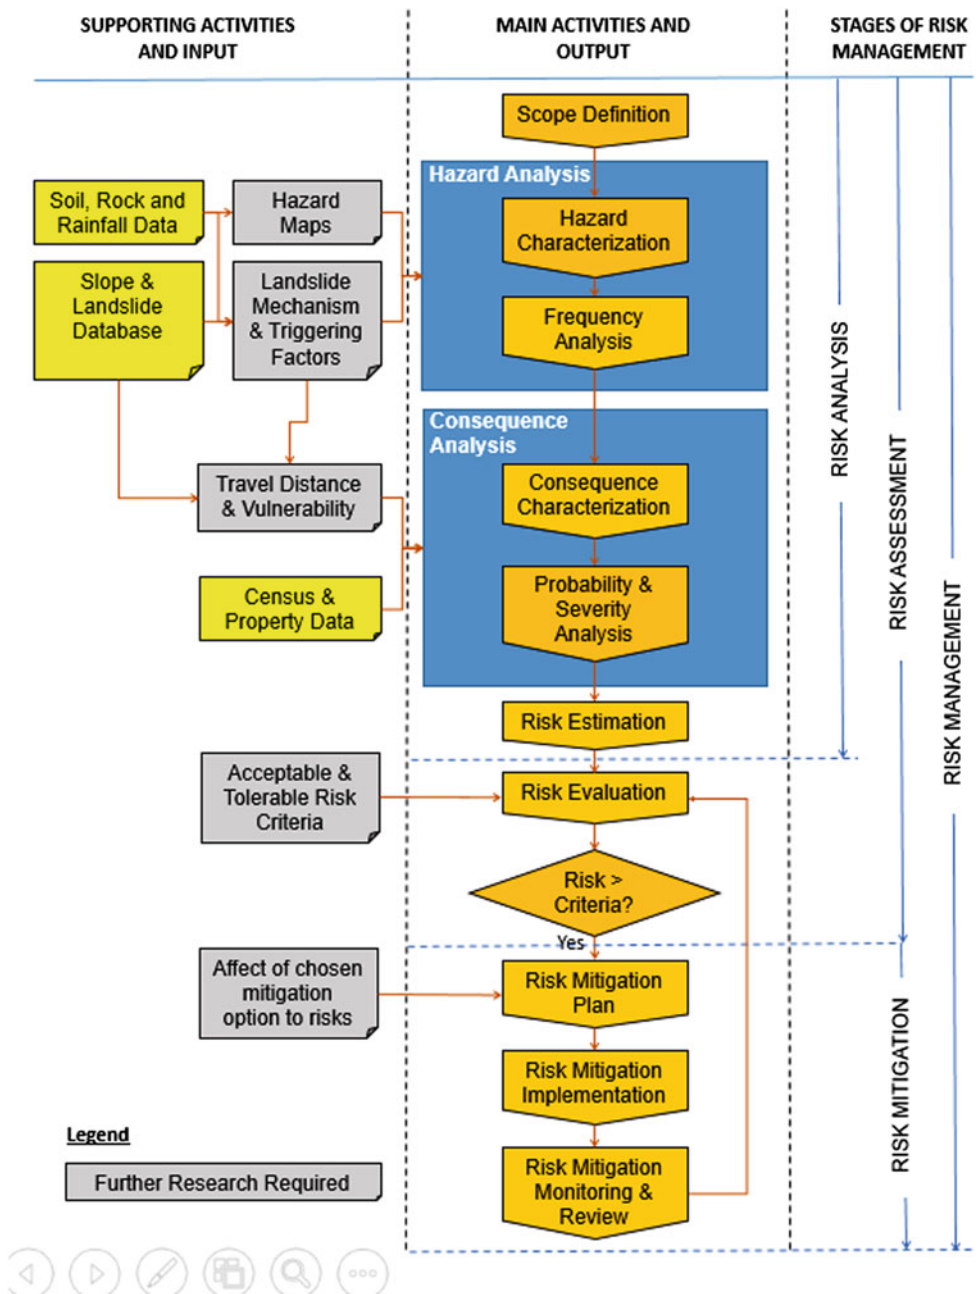 SUPPORTING ACTIVITIES
AND INPUT
MAIN ACTIVITIES AND
OUTPUT
STAGES OF RISK
MANAGEMENT
Scope Definition
Hazard Analysis
Soil, Rock and
Rainfall Data
Hazard
Maps
Hazard
Characterization
Slope &
Landslide
Database
Landslide
Mechanism
& Triggering
Factors
Frequency
Analysis
Consequence
Analysis
Travel Distance
& Vulnerability
Consequence
Characterization
Census &
Property Data
Probability &
Severity
Analysis
Risk Estimation
Acceptable &
Tolerable Risk
Criteria
Risk Evaluation
Risk >
Criteria?
Yes
Affect of chosen
mitigation
option to risks
Risk Mitigation
Plan
Risk Mitigation
Implementation
Risk Mitigation
Monitoring &
Review
Legend
Further Research Required
RISK ANALYSIS
RISK ASSESSMENT
RISK MANAGEMENT
RISK MITIGATION